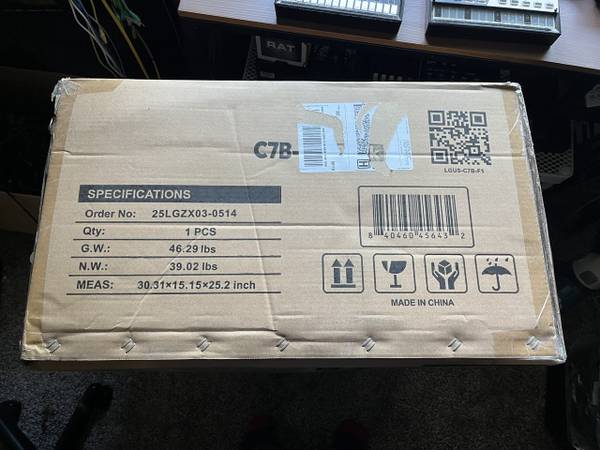 RAT
C7B-
LGUS-C7B-F1
SPECIFICATIONS
Order No: 25LGZX03-0514
Qty: 1 PCS
G.W.: 46.29 lbs
N.W.: 39.02 lbs
MEAS: 30.31×15.15×25.2 inch
8 40460 45643 2
MADE IN CHINA